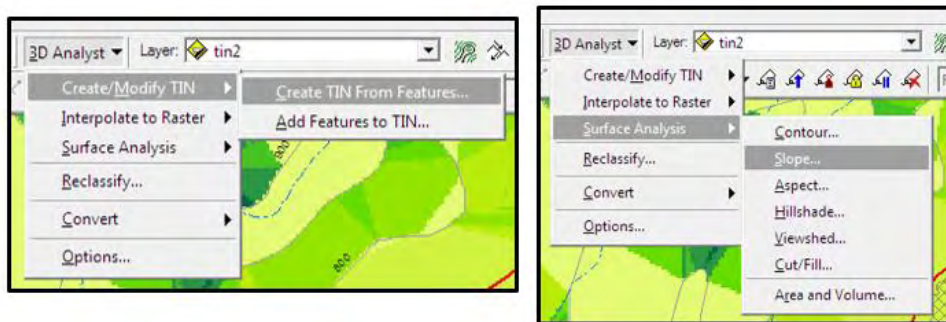 3D Analyst Layer: tin2
Create/Modify TIN
Create TIN From Features...
Interpolate to Raster
Add Features to TIN...
Surface Analysis
Reclassify...
Convert
Options...
800
800
3D Analyst Layer: tin2
Create/Modify TIN
Interpolate to Raster
Surface Analysis
Contour...
Reclassify...
Slope...
Convert
Aspect...
Options...
Hillshade...
Viewshed...
Cut/Fill...
Area and Volume...